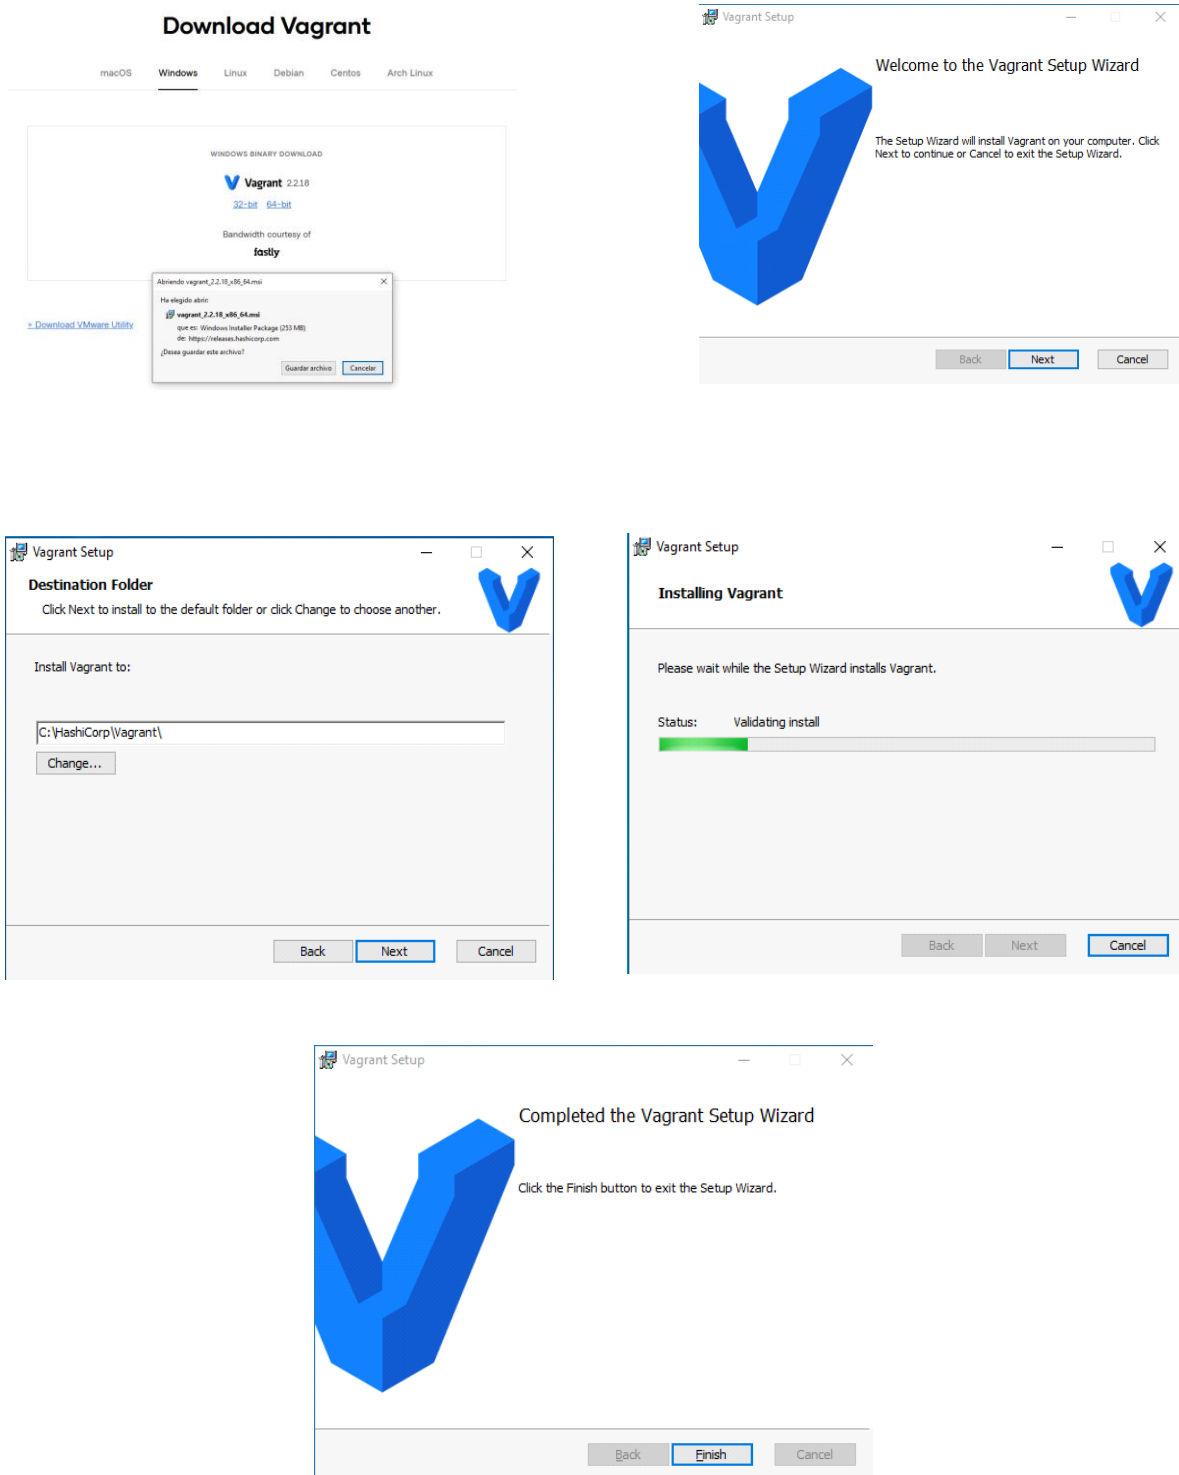 Download Vagrant
macOS Windows Linux Debian Centos Arch Linux
WINDOWS BINARY DOWNLOAD
Vagrant 2.2.18
32-bit 64-bit
Bandwidth courtesy of
fastly
» Download VMware Utility
Abriendo vagrant_2.2.18_x86_64.msi
Ha elegido abrir:
vagrant_2.2.18_x86_64.msi
que es: Windows Installer Package (253 MB)
de: https://releases.hashicorp.com
¿Desea guardar este archivo?
Guardar archivo Cancelar
Vagrant Setup
Welcome to the Vagrant Setup Wizard
The Setup Wizard will install Vagrant on your computer. Click
Next to continue or Cancel to exit the Setup Wizard.
Back Next Cancel
Vagrant Setup
Destination Folder
Click Next to install to the default folder or click Change to choose another.
Install Vagrant to:
C:\HashiCorp\Vagrant\
Change...
Back Next Cancel
Vagrant Setup
Installing Vagrant
Please wait while the Setup Wizard installs Vagrant.
Status: Validating install
Back Next Cancel
Vagrant Setup
Completed the Vagrant Setup Wizard
Click the Finish button to exit the Setup Wizard.
Back Finish Cancel